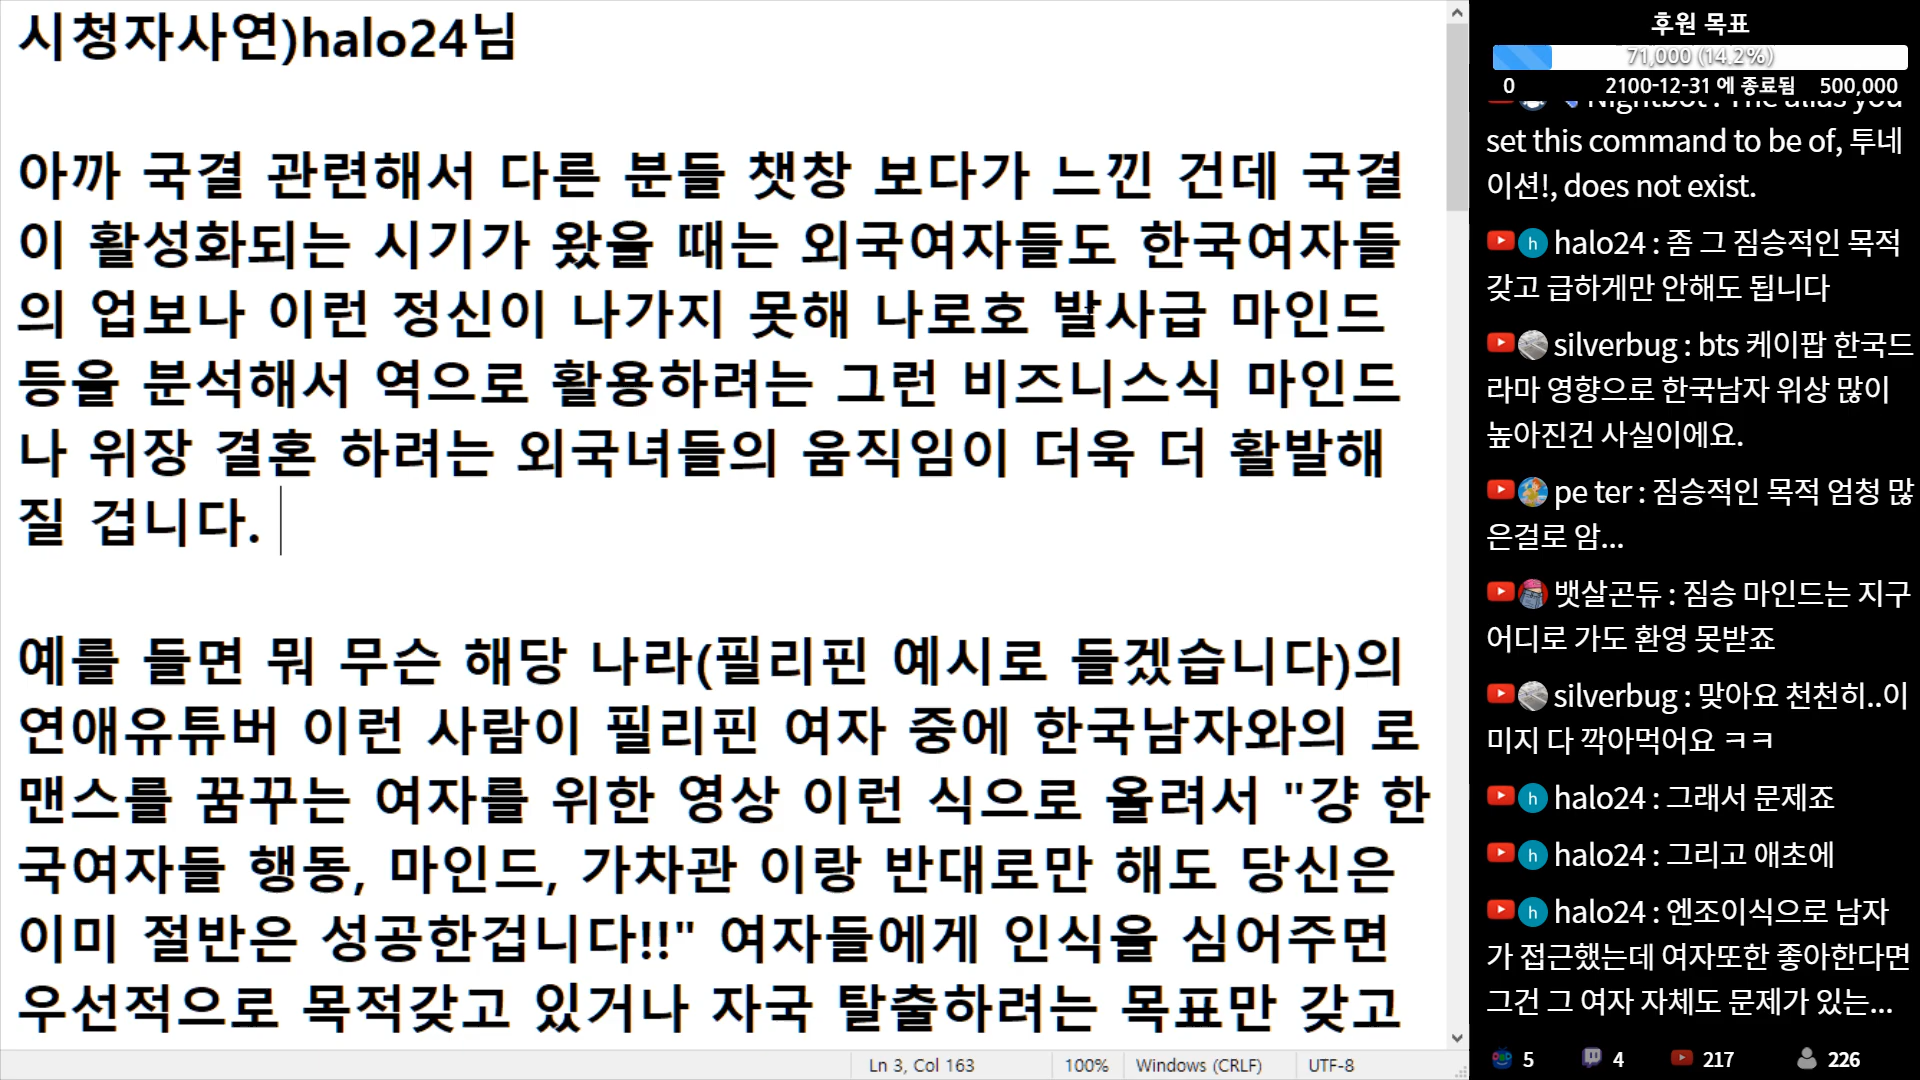 시청자사연)halo24님
아까 국결 관련해서 다른 분들 챗창 보다가 느낀 건데 국결
이 활성화되는 시기가 왔을 때는 외국여자들도 한국여자들
의 업보나 이런 정신이 나가지 못해 나로호 발사급 마인드
등을 분석해서 역으로 활용하려는 그런 비즈니스식 마인드
나 위장 결혼 하려는 외국녀들의 움직임이 더욱 더 활발해
질 겁니다.
예를 들면 뭐 무슨 해당 나라(필리핀 예시로 들겠습니다)의
연애유튜버 이런 사람이 필리핀 여자 중에 한국남자와의 로
맨스를 꿈꾸는 여자를 위한 영상 이런 식으로 올려서 "걍 한
국여자들 행동, 마인드, 가차관 이랑 반대로만 해도 당신은
이미 절반은 성공한겁니다!!" 여자들에게 인식을 심어주면
우선적으로 목적갖고 있거나 자국 탈출하려는 목표만 갖고
Ln 3, Col 163
100%
Windows (CRLF)
UTF-8
후원 목표
71,000 (14.2%)
0 2100-12-31 에 종료됨 500,000
Nightbot : The alias you
set this command to be of, 투네
이션!, does not exist.
halo24 : 좀 그 짐승적인 목적
갖고 급하게만 안해도 됩니다
silverbug : bts 케이팝 한국드
라마 영향으로 한국남자 위상 많이
높아진건 사실이에요.
pe ter : 짐승적인 목적 엄청 많
은걸로 암...
뱃살곤듀 : 짐승 마인드는 지구
어디로 가도 환영 못받죠
silverbug : 맞아요 천천히..이
미지 다 깍아먹어요 ㅋㅋ
h halo24 : 그래서 문제죠
h halo24 : 그리고 애초에
h halo24 : 엔조이식으로 남자
가 접근했는데 여자또한 좋아한다면
그건 그 여자 자체도 문제가 있는...
5 4 217 226